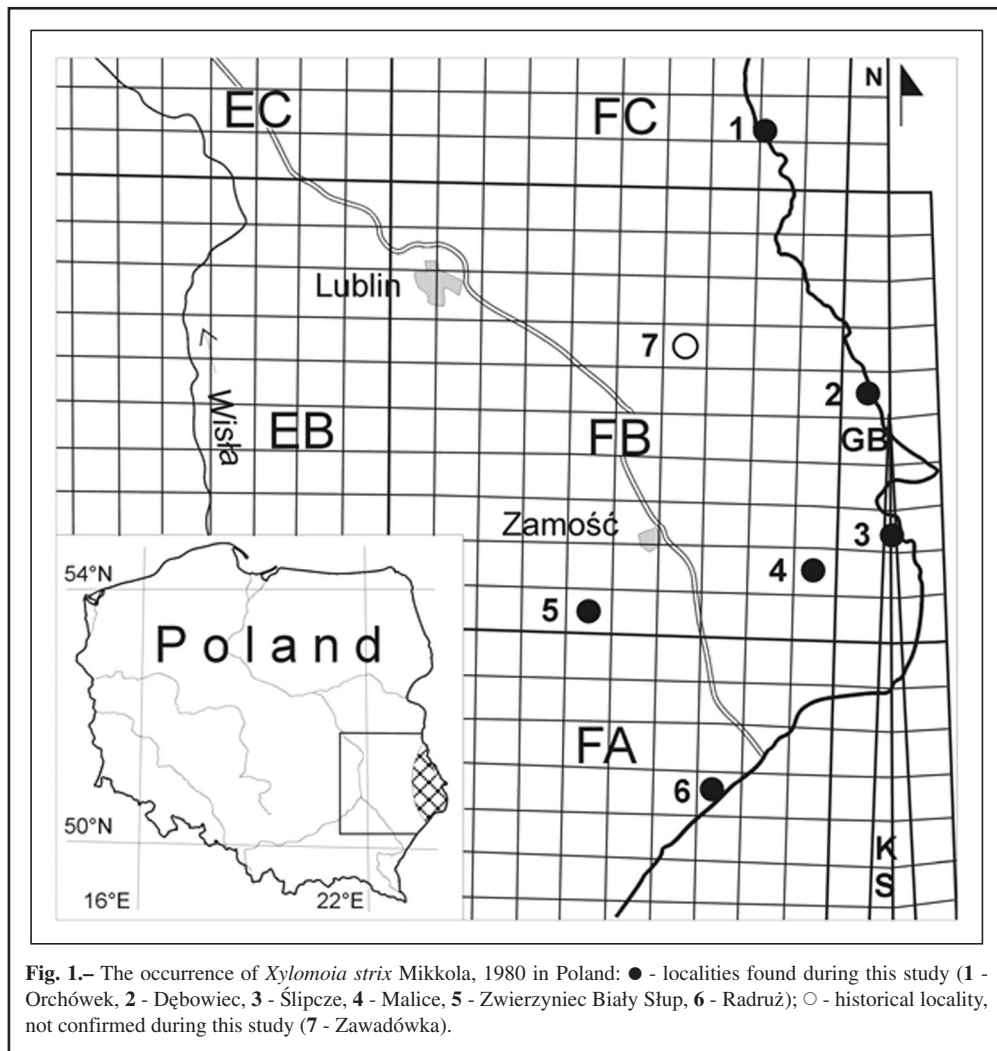 N
EC
FC
1
Lublin
7
Wisła
2
EB
FB
GB
Zamość
3
4
5
54°N
Poland
FA
6
50°N
K
S
16°E
22°E
Fig. 1.– The occurrence of Xylomoia strix Mikkola, 1980 in Poland: ● - localities found during this study (1 -
Orchówek, 2 - Dębowiec, 3 - Ślipcze, 4 - Malice, 5 - Zwierzyniec Biały Słup, 6 - Radruż); ○ - historical locality,
not confirmed during this study (7 - Zawadówka).